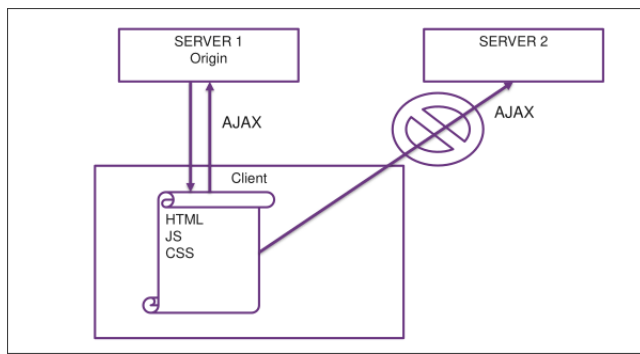 SERVER 1
Origin
SERVER 2
AJAX
AJAX
Client
HTML
JS
CSS